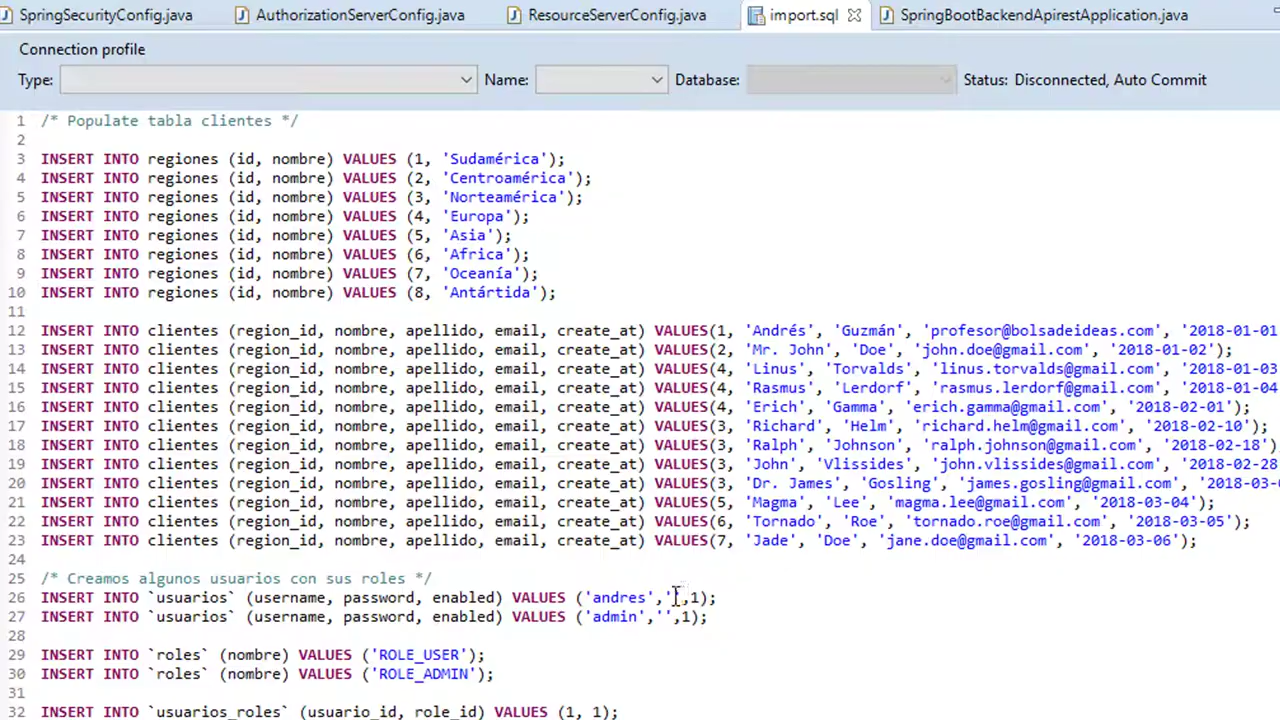 SpringSecurityConfig.java AuthorizationServerConfig.java ResourceServerConfig.java import.sql SpringBootBackendApirestApplication.java
Connection profile
Type: Name: Database: Status: Disconnected, Auto Commit
1 /* Populate tabla clientes */
2
3 INSERT INTO regiones (id, nombre) VALUES (1, 'Sudamérica');
4 INSERT INTO regiones (id, nombre) VALUES (2, 'Centroamérica');
5 INSERT INTO regiones (id, nombre) VALUES (3, 'Norteamérica');
6 INSERT INTO regiones (id, nombre) VALUES (4, 'Europa');
7 INSERT INTO regiones (id, nombre) VALUES (5, 'Asia');
8 INSERT INTO regiones (id, nombre) VALUES (6, 'Africa');
9 INSERT INTO regiones (id, nombre) VALUES (7, 'Oceanía');
10 INSERT INTO regiones (id, nombre) VALUES (8, 'Antártida');
11
12 INSERT INTO clientes (region_id, nombre, apellido, email, create_at) VALUES(1, 'Andrés', 'Guzmán', 'profesor@bolsadeideas.com', '2018-01-01
13 INSERT INTO clientes (region_id, nombre, apellido, email, create_at) VALUES(2, 'Mr. John', 'Doe', 'john.doe@gmail.com', '2018-01-02');
14 INSERT INTO clientes (region_id, nombre, apellido, email, create_at) VALUES(4, 'Linus', 'Torvalds', 'linus.torvalds@gmail.com', '2018-01-03
15 INSERT INTO clientes (region_id, nombre, apellido, email, create_at) VALUES(4, 'Rasmus', 'Lerdorf', 'rasmus.lerdorf@gmail.com', '2018-01-04
16 INSERT INTO clientes (region_id, nombre, apellido, email, create_at) VALUES(4, 'Erich', 'Gamma', 'erich.gamma@gmail.com', '2018-02-01');
17 INSERT INTO clientes (region_id, nombre, apellido, email, create_at) VALUES(3, 'Richard', 'Helm', 'richard.helm@gmail.com', '2018-02-10');
18 INSERT INTO clientes (region_id, nombre, apellido, email, create_at) VALUES(3, 'Ralph', 'Johnson', 'ralph.johnson@gmail.com', '2018-02-18');
19 INSERT INTO clientes (region_id, nombre, apellido, email, create_at) VALUES(3, 'John', 'Vlissides', 'john.vlissides@gmail.com', '2018-02-28
20 INSERT INTO clientes (region_id, nombre, apellido, email, create_at) VALUES(3, 'Dr. James', 'Gosling', 'james.gosling@gmail.com', '2018-03-
21 INSERT INTO clientes (region_id, nombre, apellido, email, create_at) VALUES(5, 'Magma', 'Lee', 'magma.lee@gmail.com', '2018-03-04');
22 INSERT INTO clientes (region_id, nombre, apellido, email, create_at) VALUES(6, 'Tornado', 'Roe', 'tornado.roe@gmail.com', '2018-03-05');
23 INSERT INTO clientes (region_id, nombre, apellido, email, create_at) VALUES(7, 'Jade', 'Doe', 'jane.doe@gmail.com', '2018-03-06');
24
25 /* Creamos algunos usuarios con sus roles */
26 INSERT INTO `usuarios` (username, password, enabled) VALUES ('andres','',1);
27 INSERT INTO `usuarios` (username, password, enabled) VALUES ('admin','',1);
28
29 INSERT INTO `roles` (nombre) VALUES ('ROLE_USER');
30 INSERT INTO `roles` (nombre) VALUES ('ROLE_ADMIN');
31
32 INSERT INTO `usuarios_roles` (usuario_id, role_id) VALUES (1, 1);